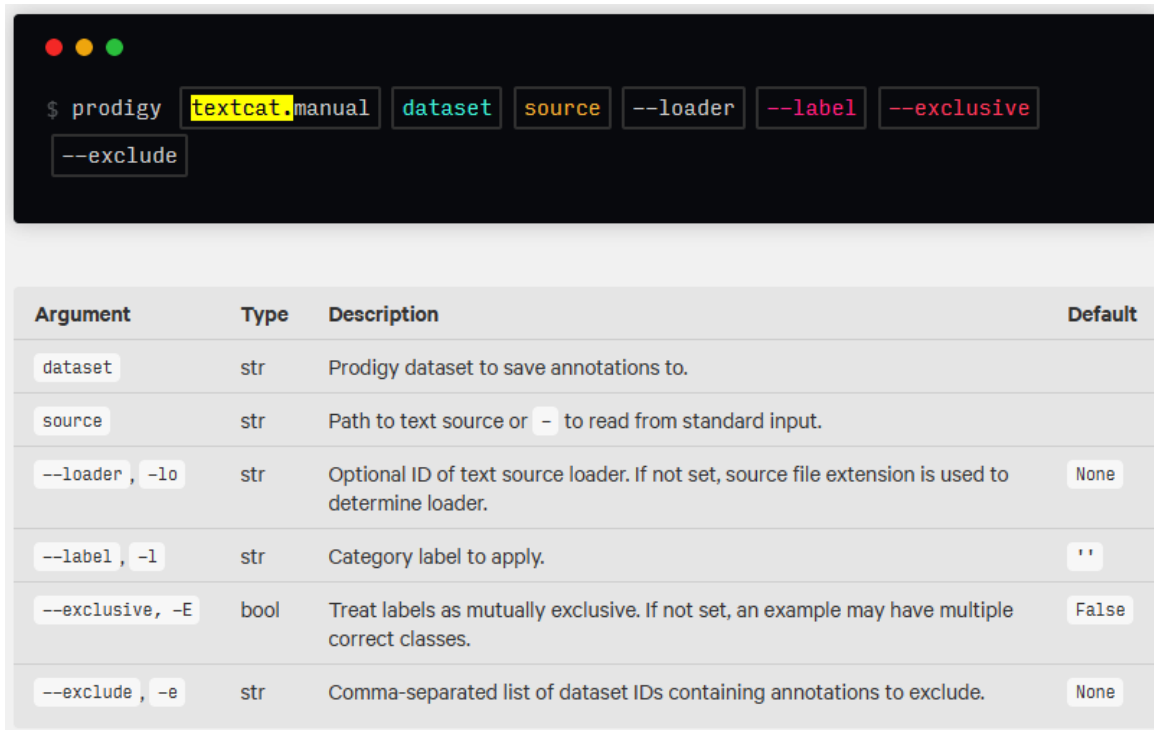 $ prodigy textcat.manual dataset source --loader --label --exclusive
--exclude
Argument Type Description Default
dataset str Prodigy dataset to save annotations to.
source str Path to text source or - to read from standard input.
--loader, -lo str Optional ID of text source loader. If not set, source file extension is used to None
determine loader.
--label, -l str Category label to apply. ''
--exclusive, -E bool Treat labels as mutually exclusive. If not set, an example may have multiple False
correct classes.
--exclude, -e str Comma-separated list of dataset IDs containing annotations to exclude. None